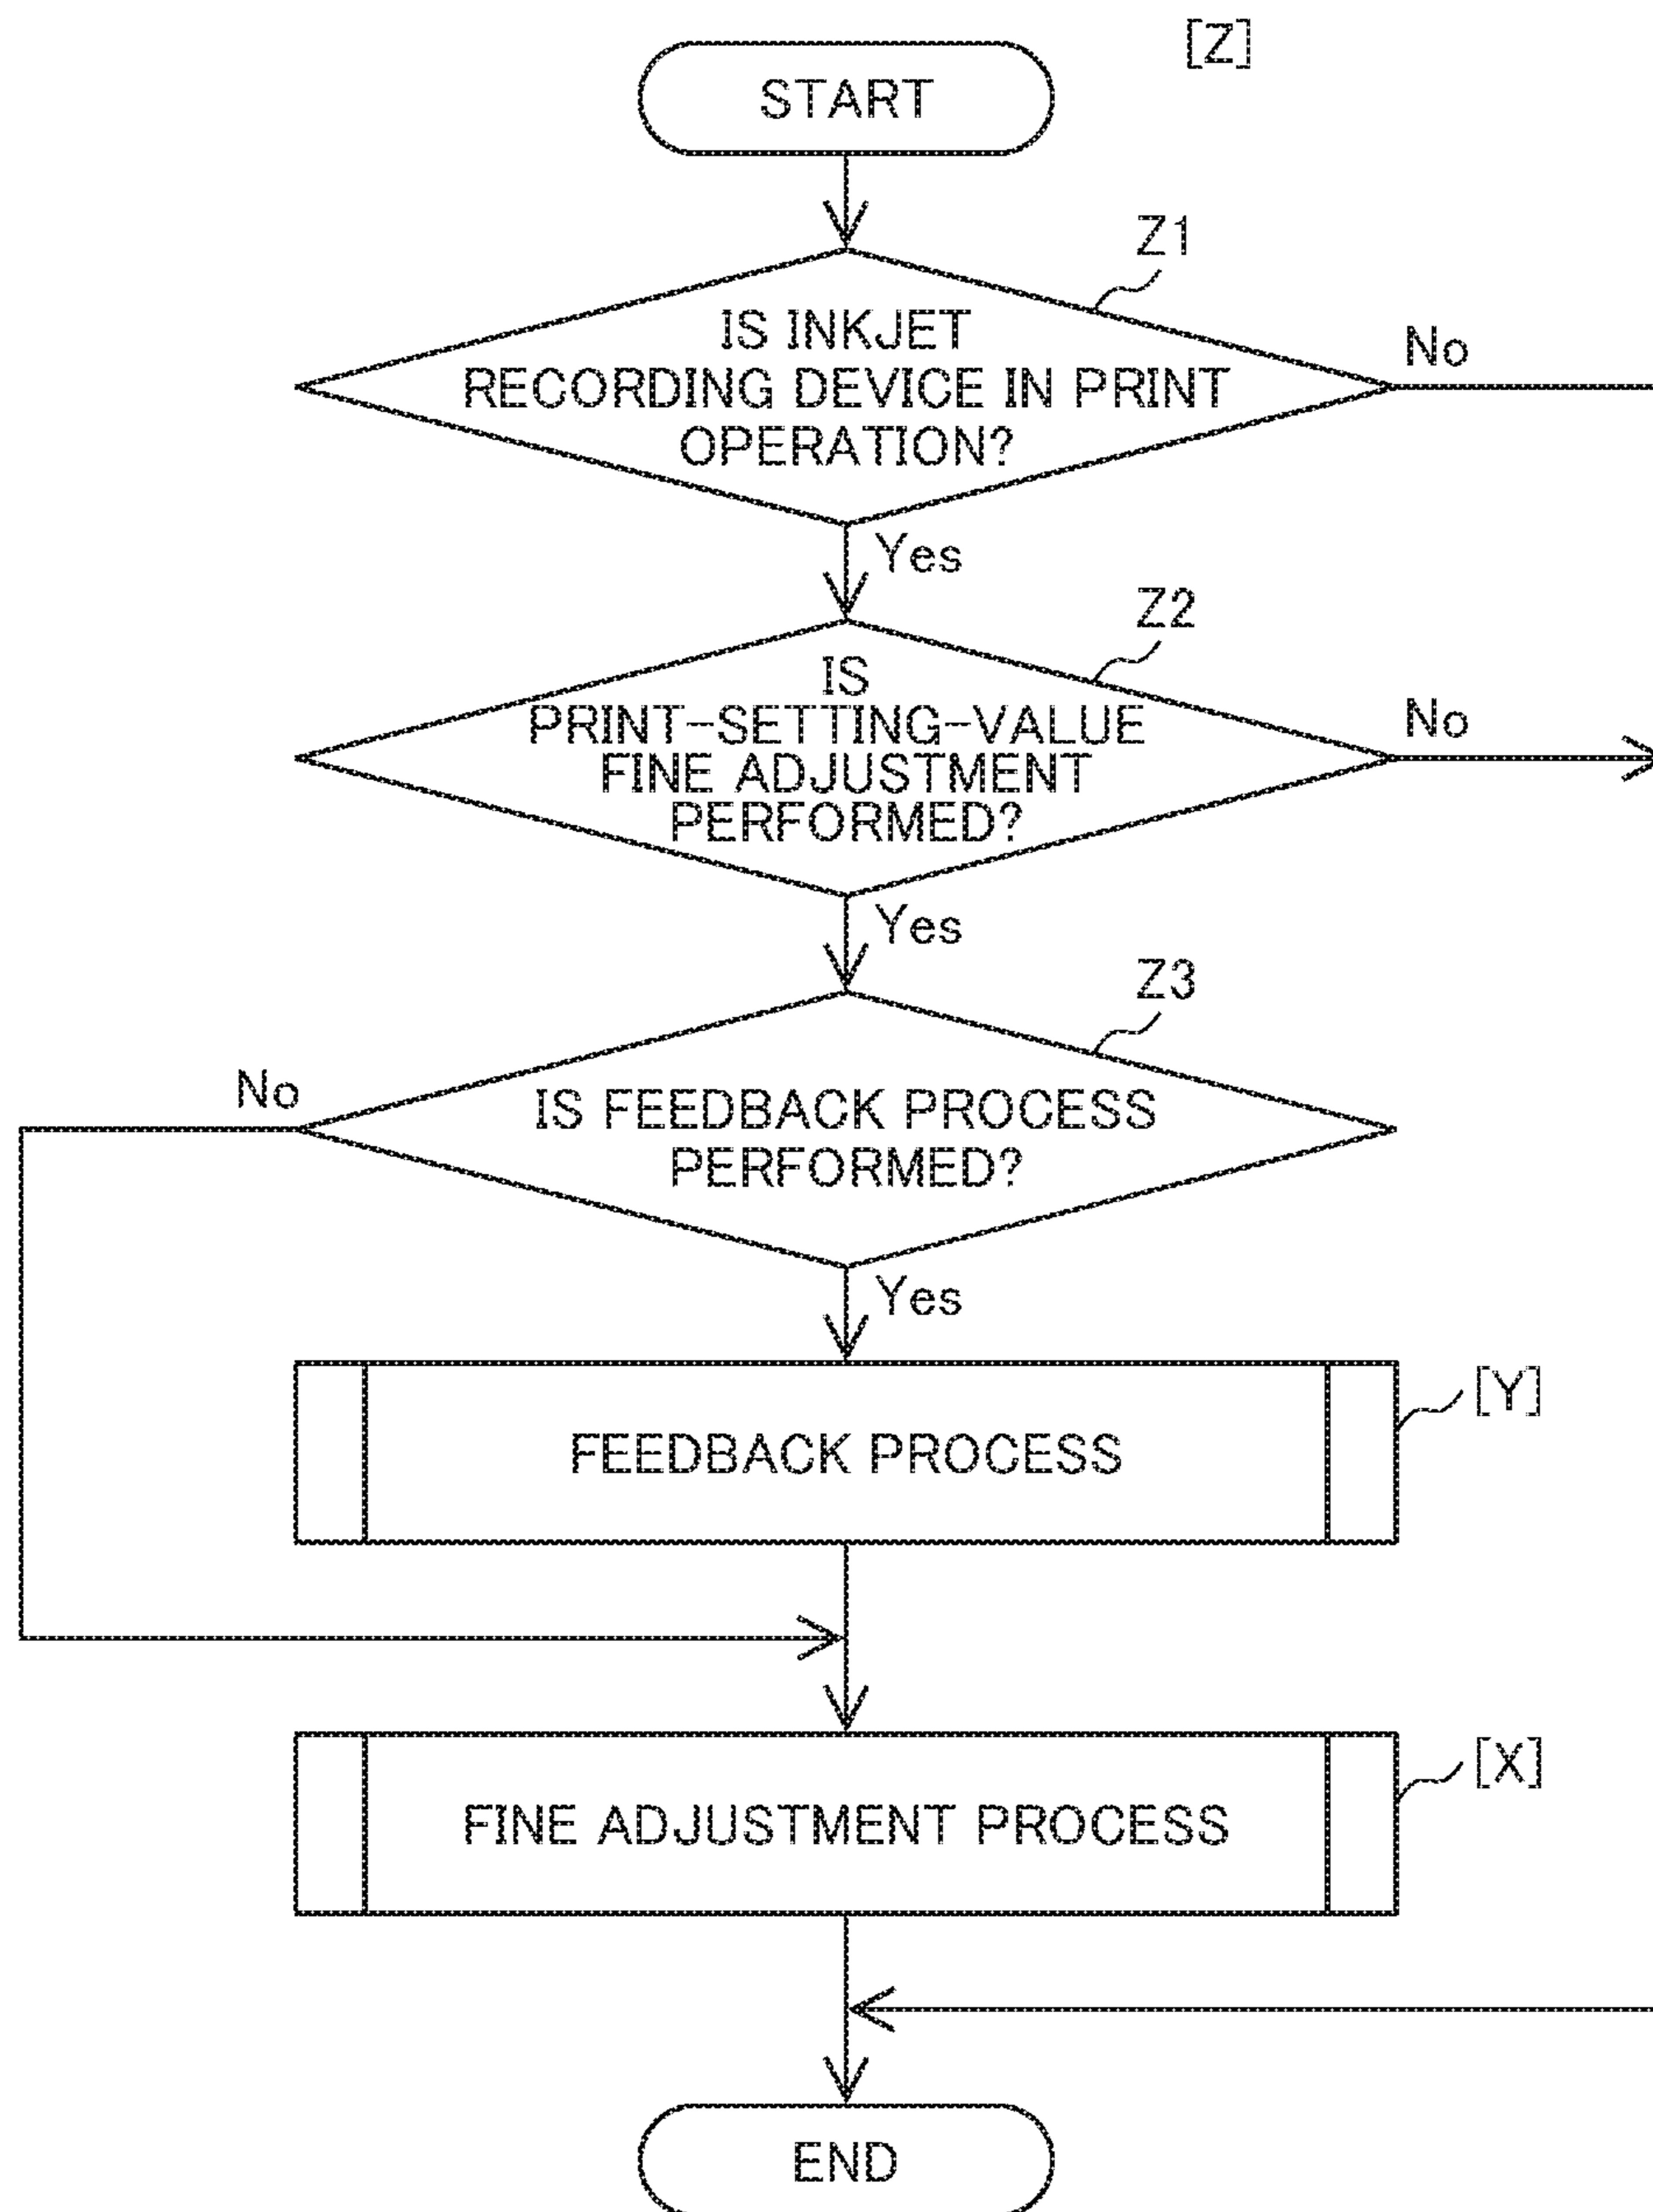 [Z]
START
Z1
IS INKJET
RECORDING DEVICE IN PRINT
OPERATION?
No
Yes
Z2
IS
PRINT-SETTING-VALUE
FINE ADJUSTMENT
PERFORMED?
No
Yes
Z3
No
IS FEEDBACK PROCESS
PERFORMED?
Yes
FEEDBACK PROCESS
[Y]
FINE ADJUSTMENT PROCESS
[X]
END